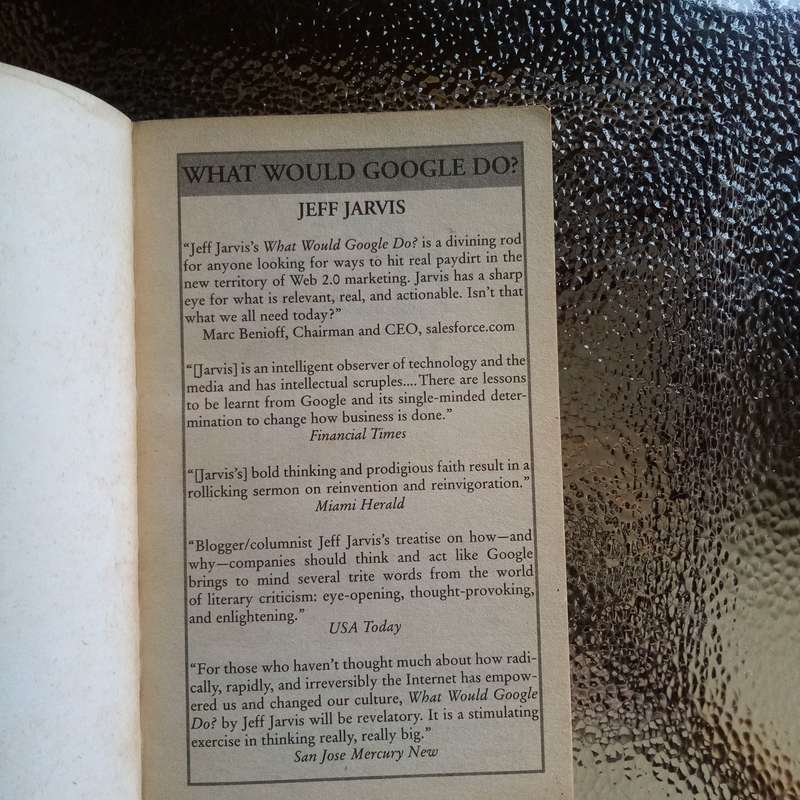 WHAT WOULD GOOGLE DO?
JEFF JARVIS
“Jeff Jarvis’s What Would Google Do? is a divining rod
for anyone looking for ways to hit real paydirt in the
new territory of Web 2.0 marketing. Jarvis has a sharp
eye for what is relevant, real, and actionable. Isn’t that
what we all need today?”
Marc Benioff, Chairman and CEO, salesforce.com
“[Jarvis] is an intelligent observer of technology and the
media and has intellectual scruples....There are lessons
to be learnt from Google and its single-minded deter-
mination to change how business is done.”
Financial Times
“[Jarvis’s] bold thinking and prodigious faith result in a
rollicking sermon on reinvention and reinvigoration.”
Miami Herald
“Blogger/columnist Jeff Jarvis’s treatise on how—and
why—companies should think and act like Google
brings to mind several trite words from the world
of literary criticism: eye-opening, thought-provoking,
and enlightening.”
USA Today
“For those who haven’t thought much about how radi-
cally, rapidly, and irreversibly the Internet has empow-
ered us and changed our culture, What Would Google
Do? by Jeff Jarvis will be revelatory. It is a stimulating
exercise in thinking really, really big.”
San Jose Mercury New